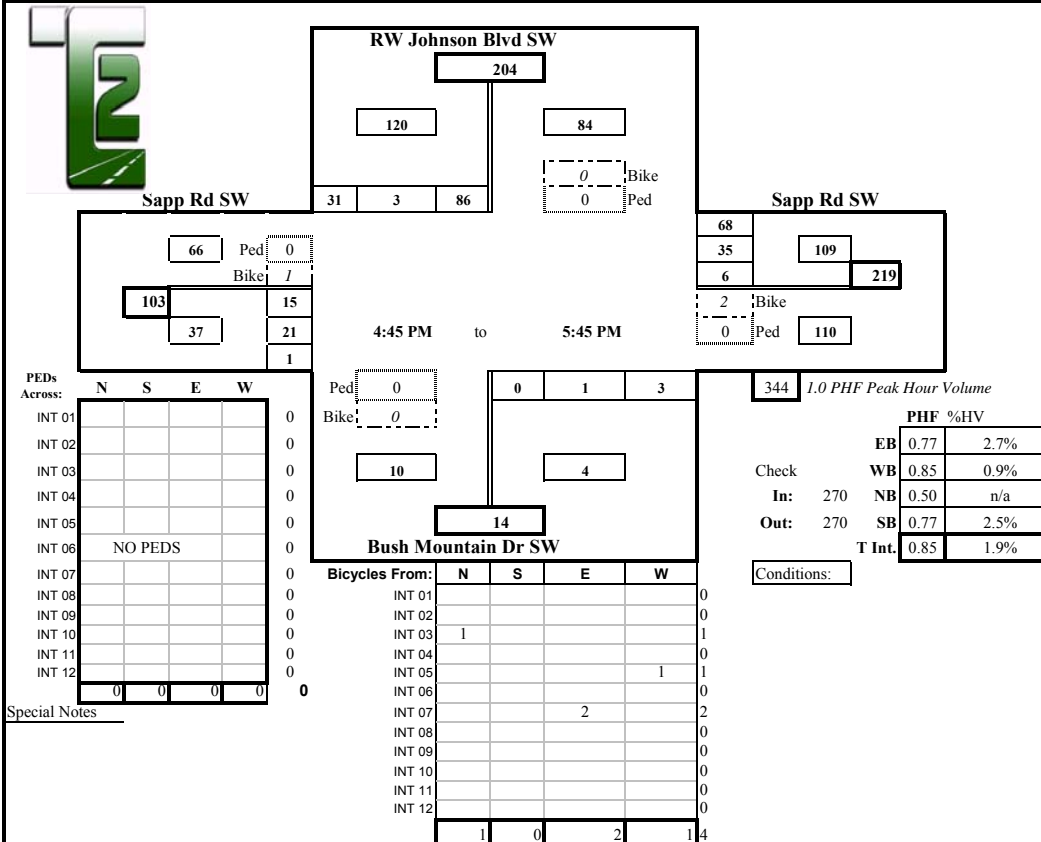 T2
RW Johnson Blvd SW
204
120 84
0 Bike
0 Ped
Sapp Rd SW 31 3 86 Sapp Rd SW
68
66 Ped 0 35 109
Bike 1 6 219
103 15 2 Bike
37 21 4:45 PM to 5:45 PM 0 Ped 110
1
PEDs Across: N S E W Ped 0 0 1 3 344 1.0 PHF Peak Hour Volume
INT 01 0 Bike 0 PHF %HV
INT 02 0 EB 0.77 2.7%
INT 03 0 10 4 Check WB 0.85 0.9%
INT 04 0 In: 270 NB 0.50 n/a
INT 05 0 14 Out: 270 SB 0.77 2.5%
INT 06 NO PEDS 0 Bush Mountain Dr SW T Int. 0.85 1.9%
INT 07 0 Bicycles From: N S E W Conditions:
INT 08 0 INT 01 0
INT 09 0 INT 02 0
INT 10 0 INT 03 1 1
INT 11 0 INT 04 0
INT 12 0 INT 05 1 1
0 0 0 0 0 INT 06 0
Special Notes INT 07 2 2
INT 08 0
INT 09 0
INT 10 0
INT 11 0
INT 12 0
1 0 2 1 4